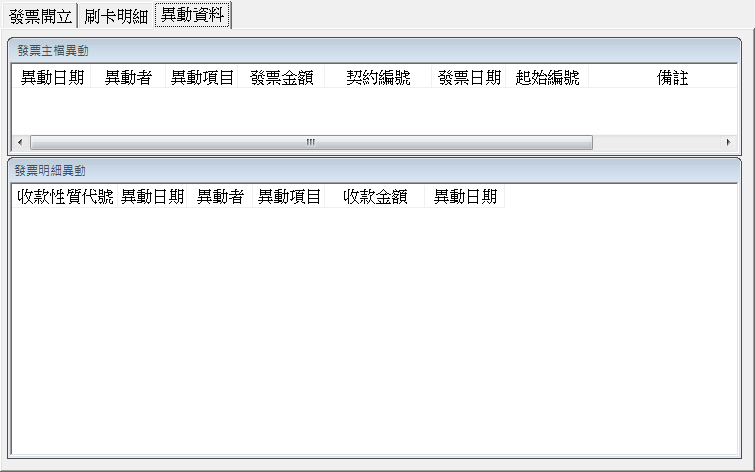 發票開立 刷卡明細 異動資料
發票主檔異動
異動日期 異動者 異動項目 發票金額 契約編號 發票日期 起始編號 備註
發票明細異動
收款性質代號 異動日期 異動者 異動項目 收款金額 異動日期